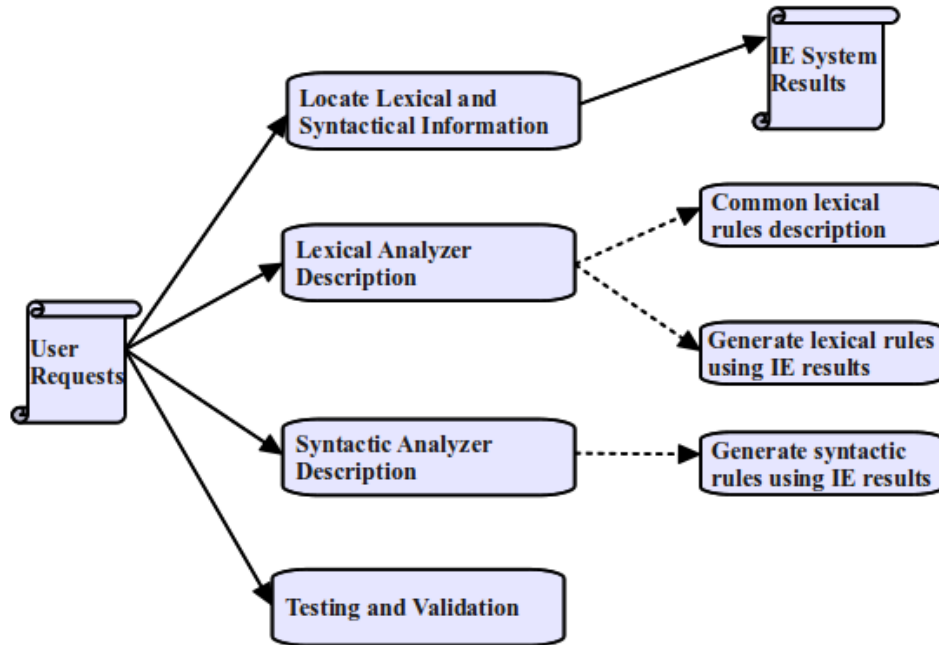 IE System
Results
Locate Lexical and
Syntactical Information
Common lexical
rules description
Lexical Analyzer
Description
User
Requests
Generate lexical rules
using IE results
Syntactic Analyzer
Description
Generate syntactic
rules using IE results
Testing and Validation